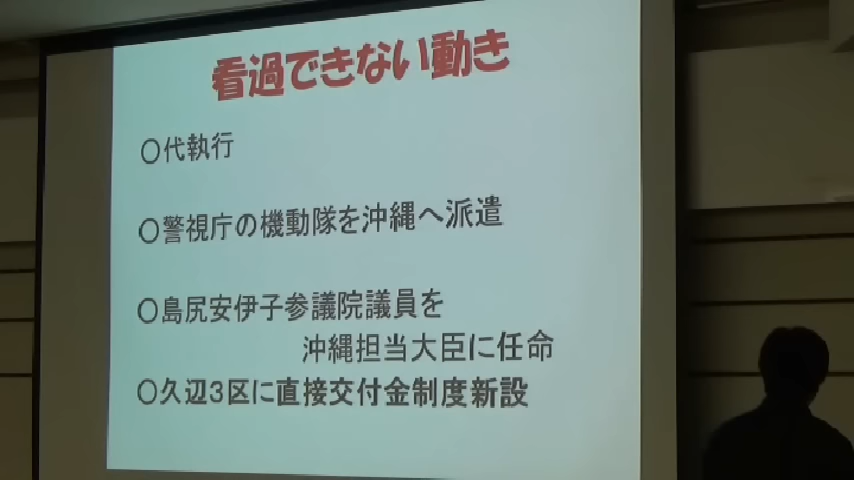 看過できない動き
○代執行
○警視庁の機動隊を沖縄へ派遣
○島尻安伊子参議院議員を
沖縄担当大臣に任命
○久辺3区に直接交付金制度新設